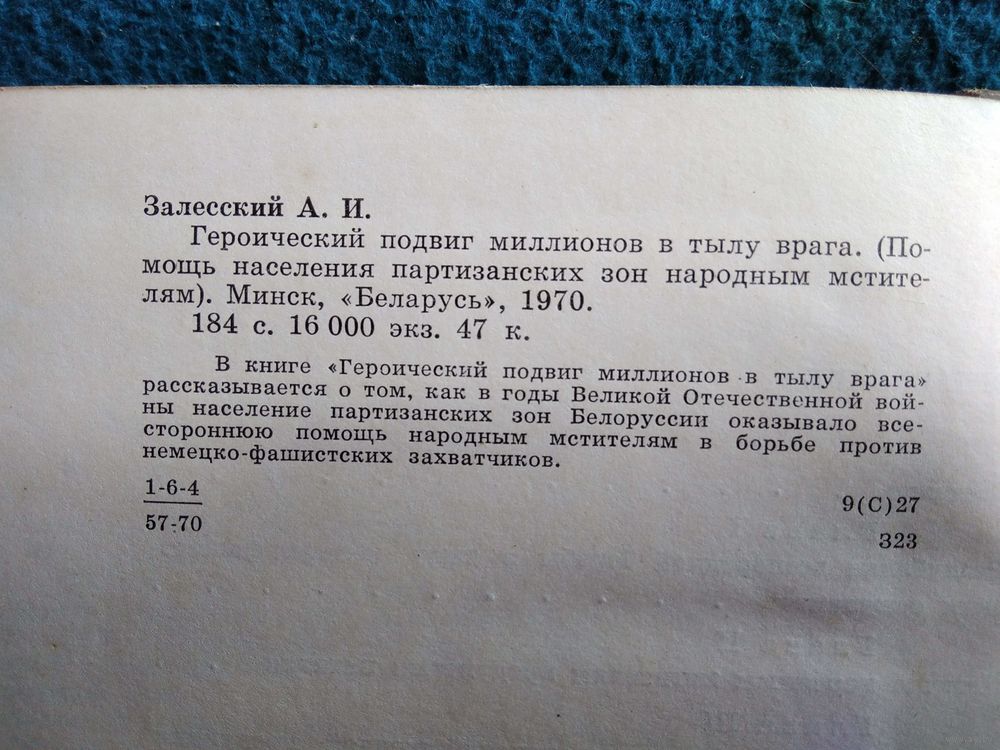 Залесский А. И.
Героический подвиг миллионов в тылу врага. (По-
мощь населения партизанских зон народным мстите-
лям). Минск, «Беларусь», 1970.
184 с. 16 000 экз. 47 к.
В книге «Героический подвиг миллионов в тылу врага»
рассказывается о том, как в годы Великой Отечественной вой-
ны население партизанских зон Белоруссии оказывало все-
стороннюю помощь народным мстителям в борьбе против
немецко-фашистских захватчиков.
1-6-4
57-70
9(С)27
З23